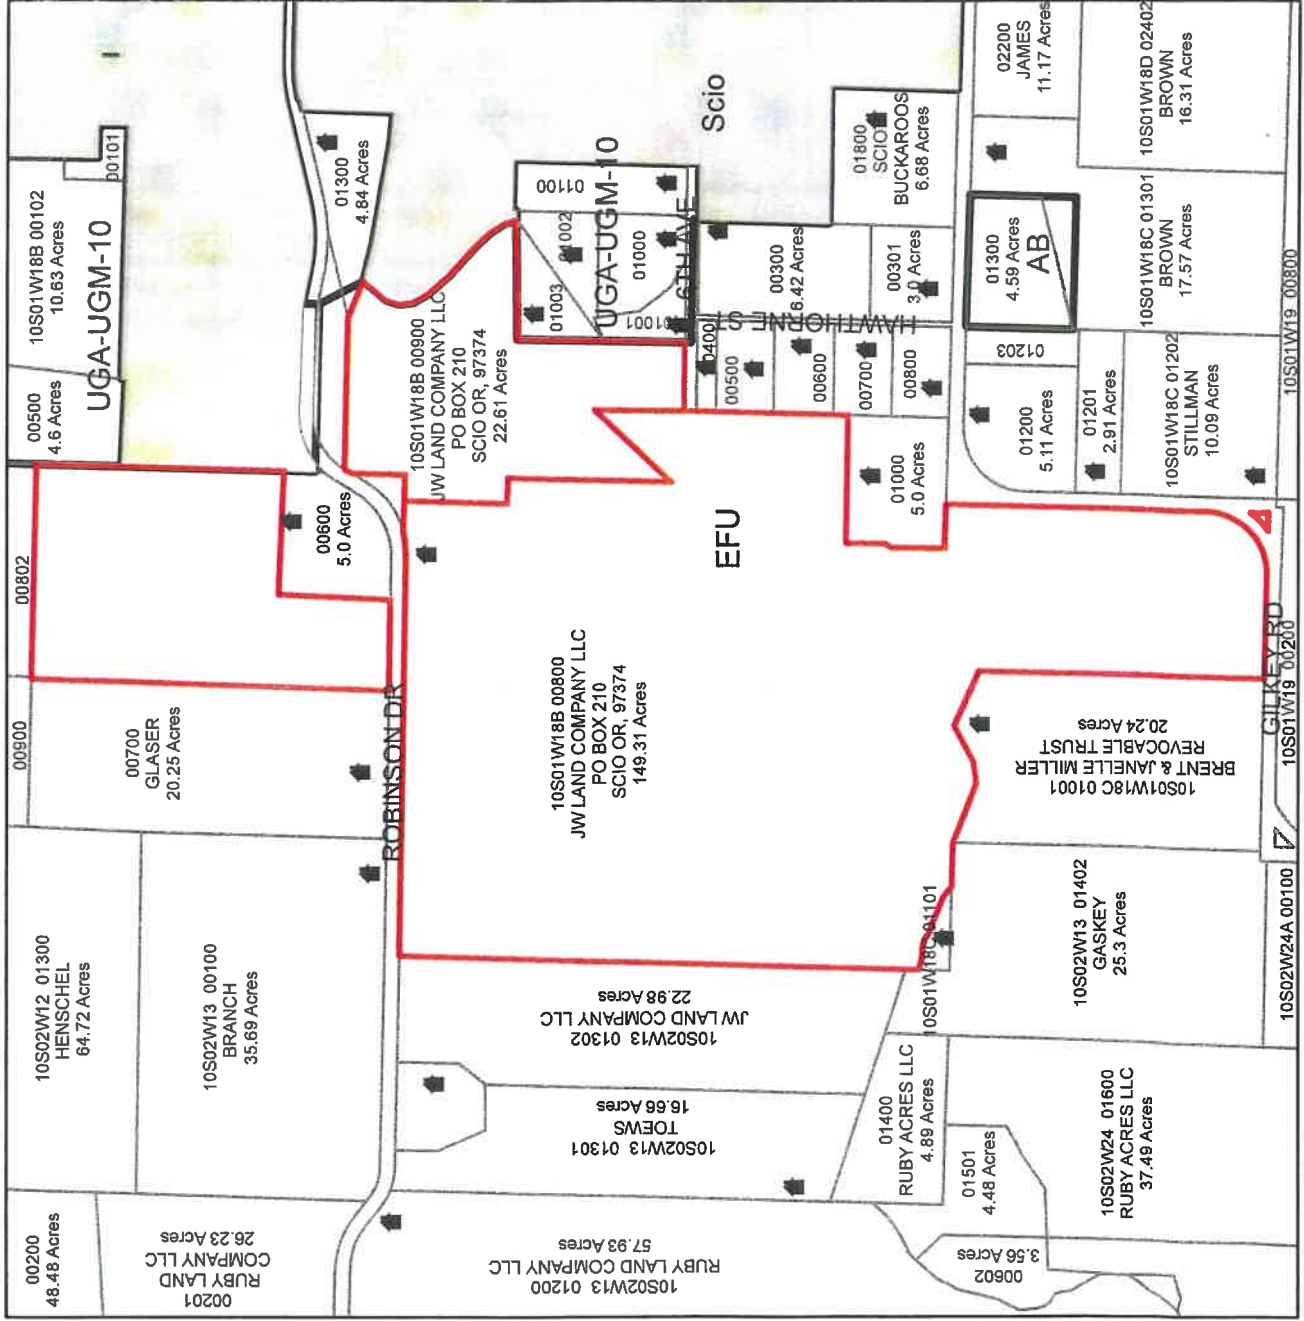 10S01W18B 00102
10.63 Acres
00101
00500
4.6 Acres
UGA-UGM-10
I
01300
4.84 Acres
02200
JAMES
11.17 Acres
10S01W18D 02402
BROWN
16.31 Acres
Scio
01800
SCIO
BUCKAROOS
6.68 Acres
01100
01002
01000
01003
01001
UGA-UGM-10
6TH AVE
00300
6.42 Acres
00301
3.0 Acres
HAWTHORNE ST
00400
00500
00600
00700
00800
01300
4.59 Acres
AB
10S01W18C 01301
BROWN
17.57 Acres
10S01W19 00800
01203
01200
5.11 Acres
01201
2.91 Acres
10S01W18C 01202
STILLMAN
10.09 Acres
10S01W18B 00900
JW LAND COMPANY LLC
PO BOX 210
SCIO OR, 97374
22.61 Acres
01000
5.0 Acres
00802
00600
5.0 Acres
EFU
00900
00700
GLASER
20.25 Acres
ROBINSON DR
10S01W18B 00800
JW LAND COMPANY LLC
PO BOX 210
SCIO OR, 97374
149.31 Acres
10S01W18C 01001
BRENT & JANELLE MILLER
REVOCABLE TRUST
20.24 Acres
GILKEY RD
10S01W19 00200
10S02W12 01300
HENSCHEL
64.72 Acres
10S02W13 00100
BRANCH
35.69 Acres
10S02W13 01302
JW LAND COMPANY LLC
22.98 Acres
10S01W18C 01101
10S02W13 01402
GASKEY
25.3 Acres
10S02W24A 00100
10S02W13 01301
TOEWS
16.66 Acres
01400
RUBY ACRES LLC
4.89 Acres
01501
4.48 Acres
10S02W24 01600
RUBY ACRES LLC
37.49 Acres
00200
48.48 Acres
00201
RUBY LAND
COMPANY LLC
26.23 Acres
10S02W13 01200
RUBY LAND COMPANY LLC
57.93 Acres
00602
3.56 Acres